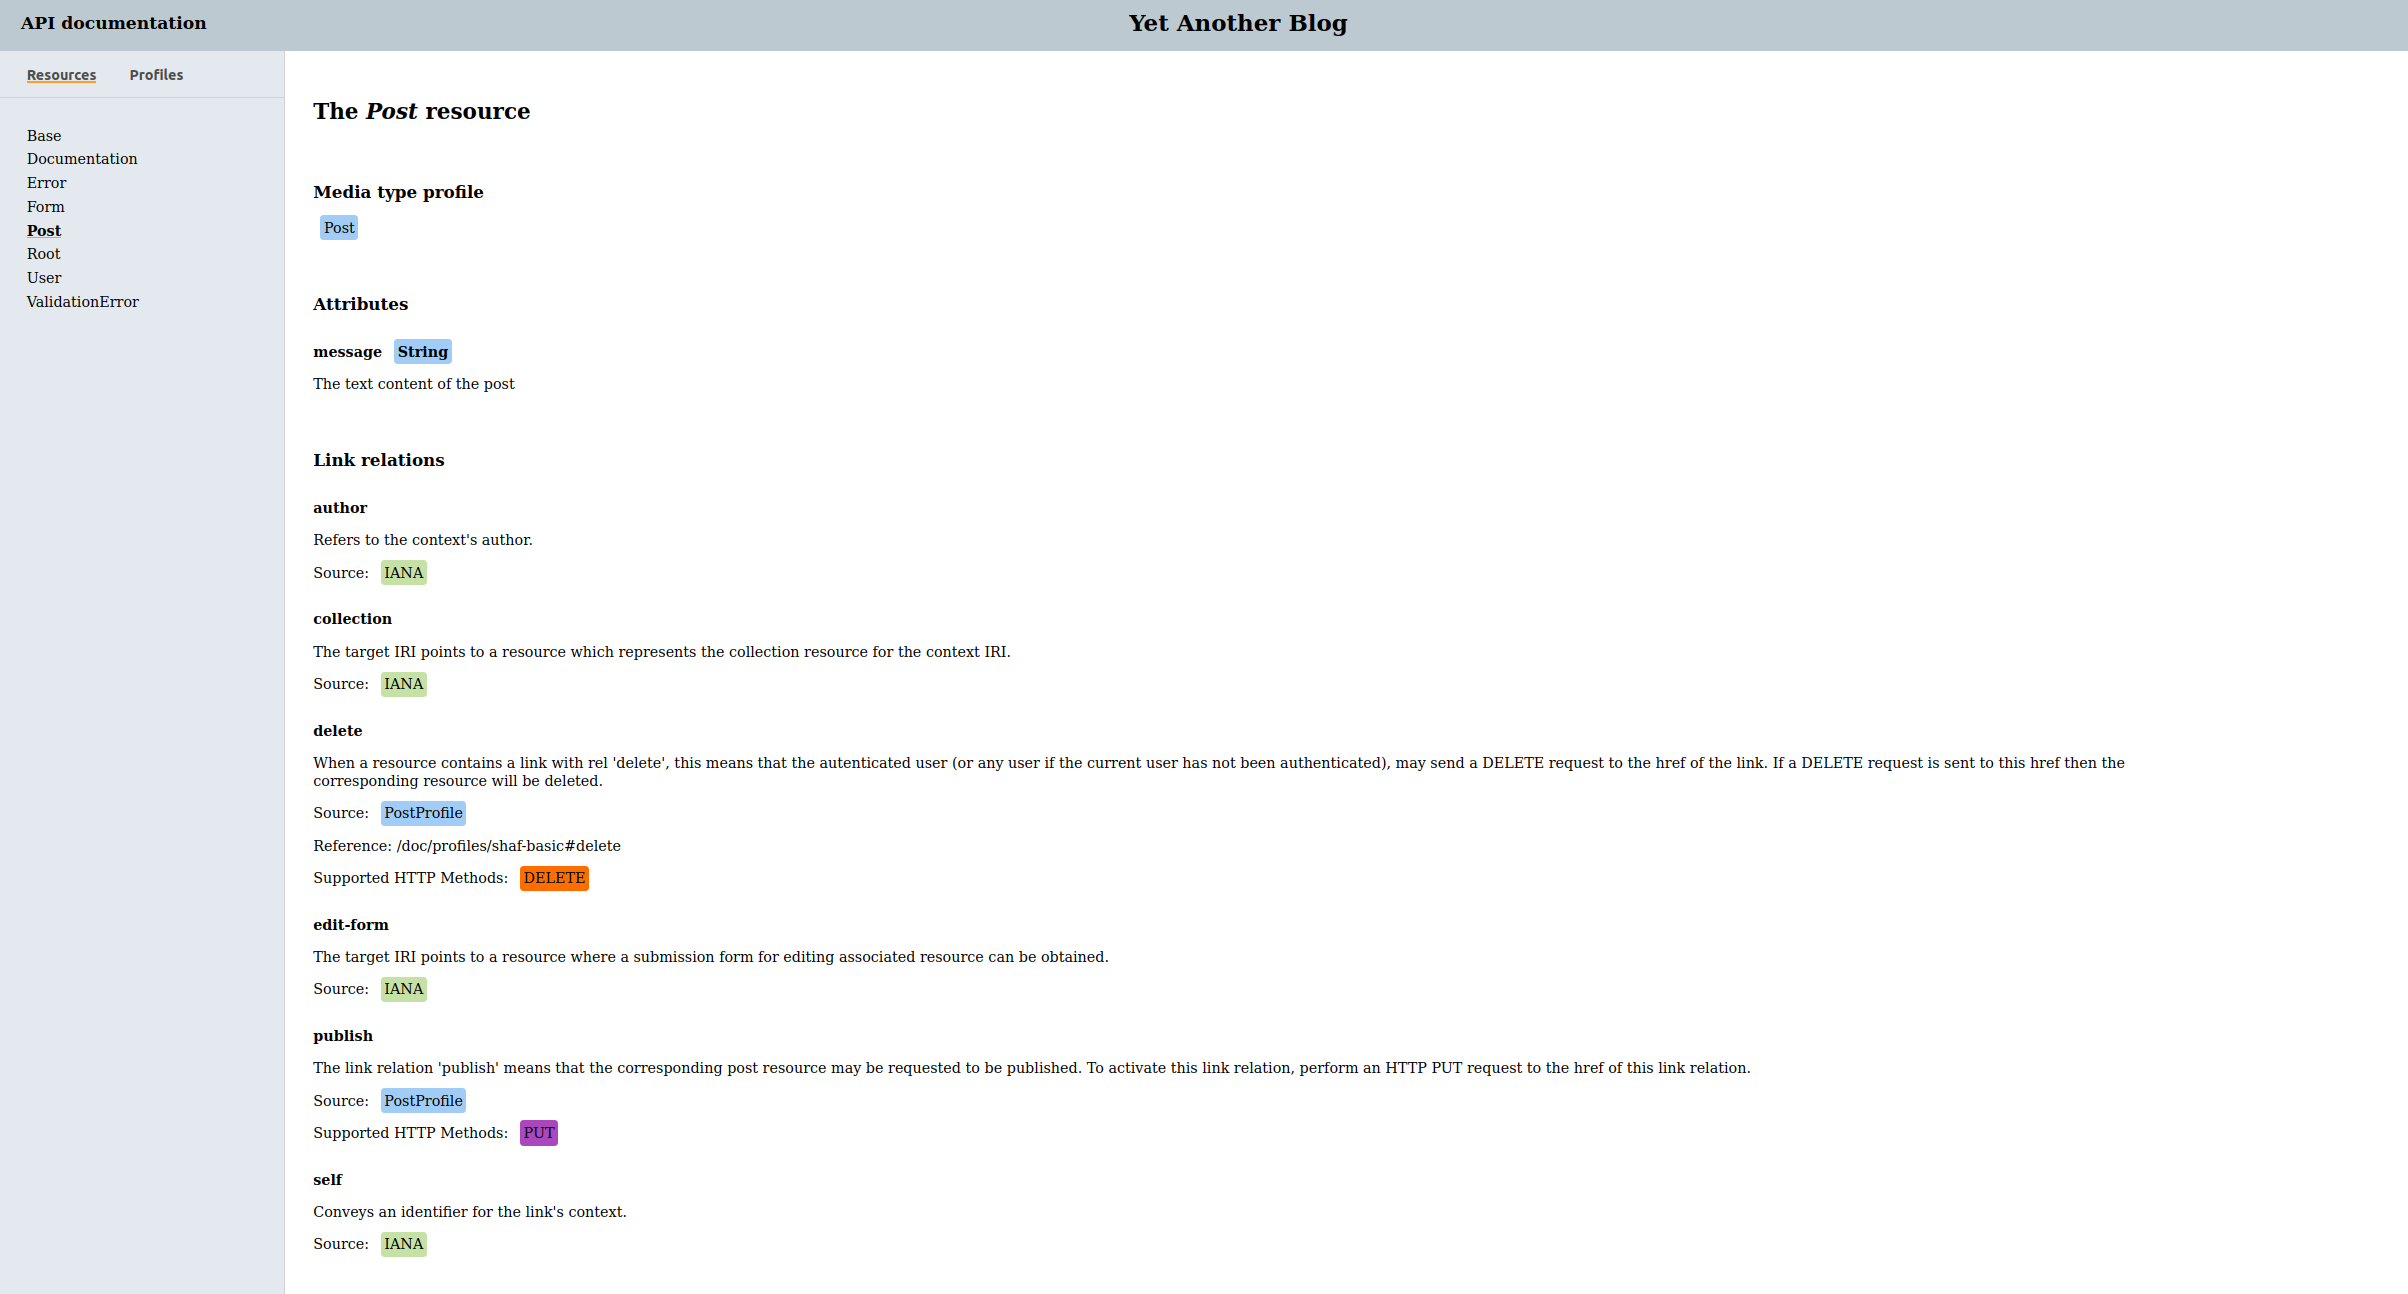 API documentation
Yet Another Blog
Resources Profiles
Base
Documentation
Error
Form
Post
Root
User
ValidationError
The Post resource
Media type profile
Post
Attributes
message String
The text content of the post
Link relations
author
Refers to the context's author.
Source: IANA
collection
The target IRI points to a resource which represents the collection resource for the context IRI.
Source: IANA
delete
When a resource contains a link with rel 'delete', this means that the autenticated user (or any user if the current user has not been authenticated), may send a DELETE request to the href of the link. If a DELETE request is sent to this href then the
corresponding resource will be deleted.
Source: PostProfile
Reference: /doc/profiles/shaf-basic#delete
Supported HTTP Methods: DELETE
edit-form
The target IRI points to a resource where a submission form for editing associated resource can be obtained.
Source: IANA
publish
The link relation 'publish' means that the corresponding post resource may be requested to be published. To activate this link relation, perform an HTTP PUT request to the href of this link relation.
Source: PostProfile
Supported HTTP Methods: PUT
self
Conveys an identifier for the link's context.
Source: IANA